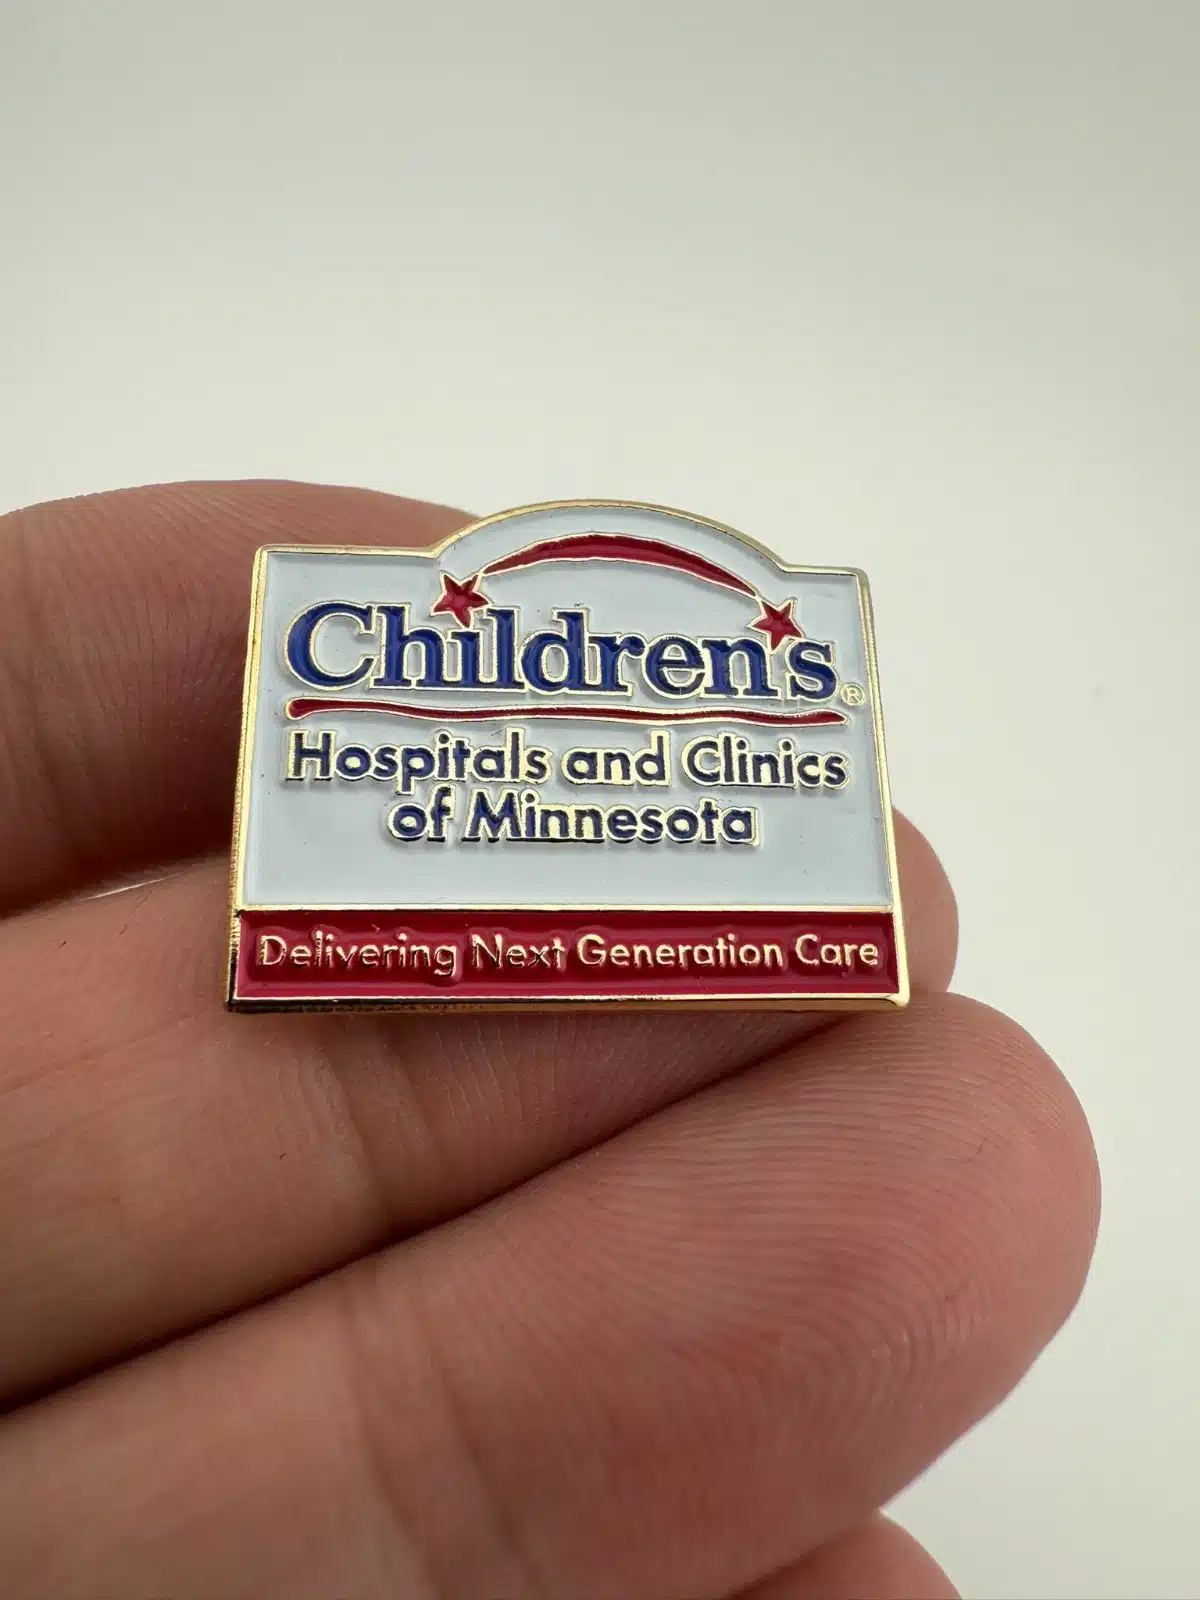 Children's®
Hospitals and Clinics
of Minnesota
Delivering Next Generation Care